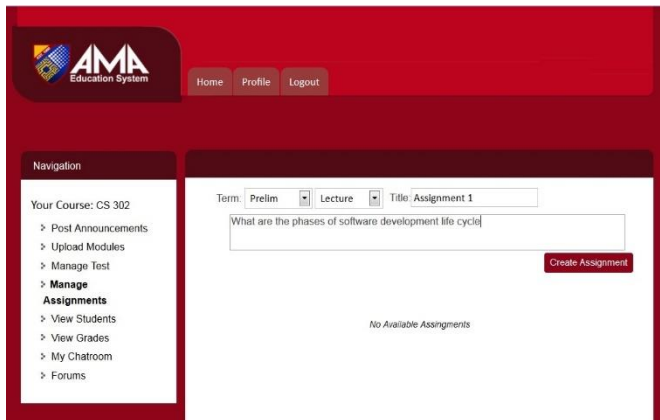 AMA
Education System
Home Profile Logout
Navigation
Your Course: CS 302
Post Announcements
Upload Modules
Manage Test
Manage
Assignments
View Students
View Grades
My Chatroom
Forums
Term: Prelim Lecture Title: Assignment 1
What are the phases of software development life cycle
Create Assignment
No Available Assingments